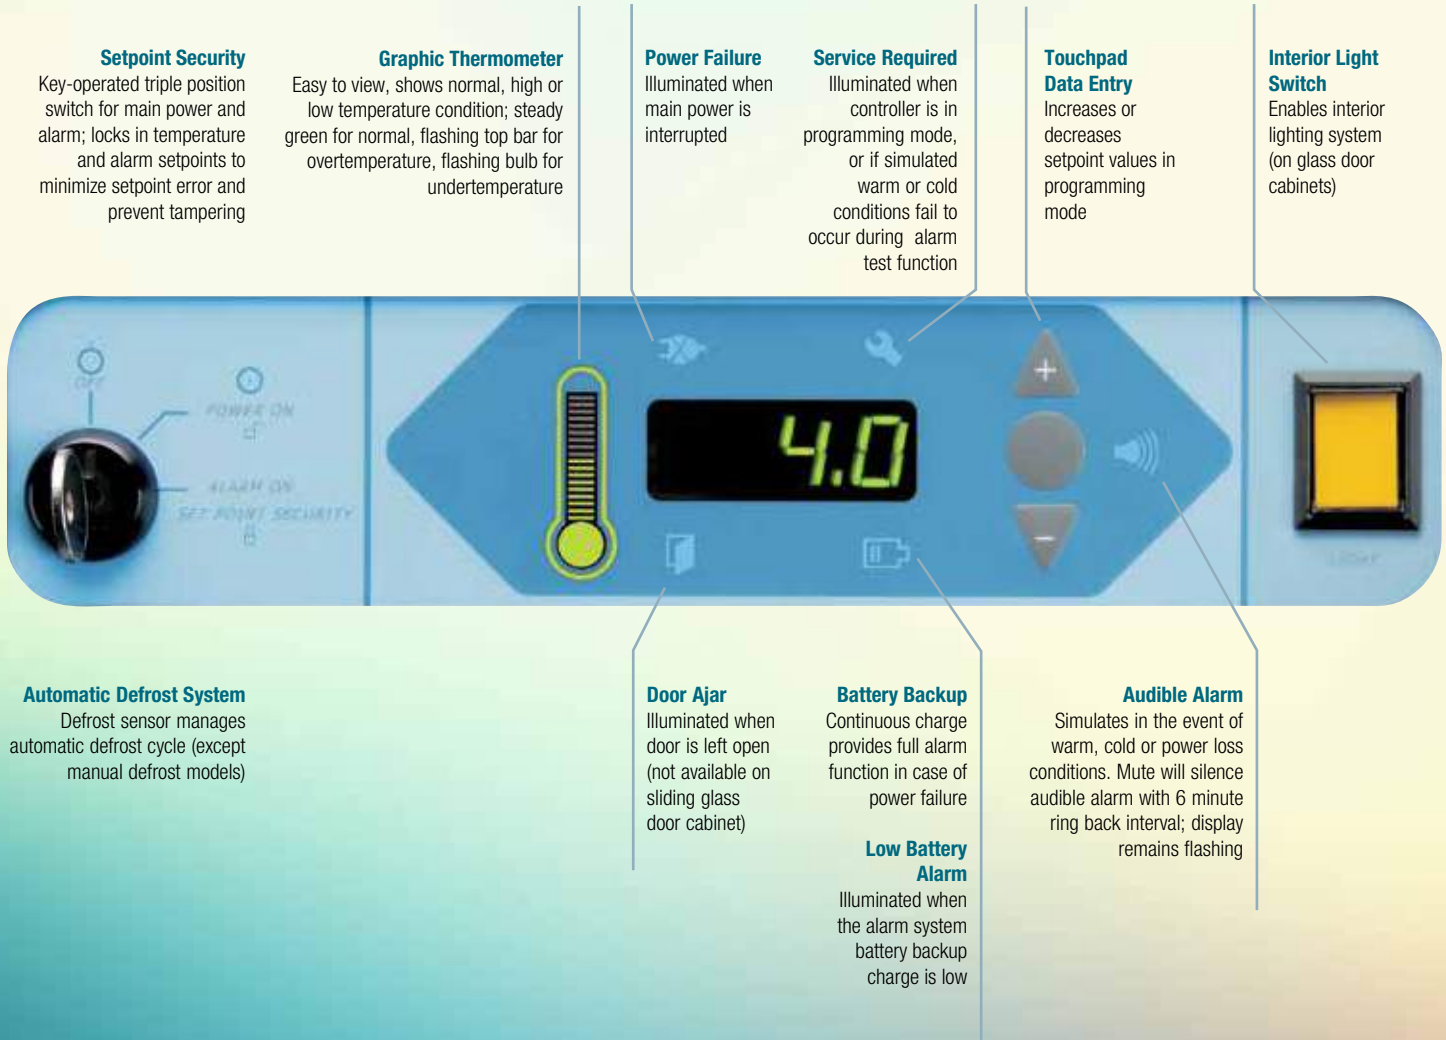 Setpoint Security
Key-operated triple position
switch for main power and
alarm; locks in temperature
and alarm setpoints to
minimize setpoint error and
prevent tampering
Graphic Thermometer
Easy to view, shows normal, high or
low temperature condition; steady
green for normal, flashing top bar for
overtemperature, flashing bulb for
undertemperature
Power Failure
Illuminated when
main power is
interrupted
Service Required
Illuminated when
controller is in
programming mode,
or if simulated
warm or cold
conditions fail to
occur during alarm
test function
Touchpad
Data Entry
Increases or
decreases
setpoint values in
programming
mode
Interior Light
Switch
Enables interior
lighting system
(on glass door
cabinets)
OFF
POWER ON
ALARM ON
SET POINT SECURITY
4.0
+
−
LIGHT
Automatic Defrost System
Defrost sensor manages
automatic defrost cycle (except
manual defrost models)
Door Ajar
Illuminated when
door is left open
(not available on
sliding glass
door cabinet)
Battery Backup
Continuous charge
provides full alarm
function in case of
power failure
Low Battery
Alarm
Illuminated when
the alarm system
battery backup
charge is low
Audible Alarm
Simulates in the event of
warm, cold or power loss
conditions. Mute will silence
audible alarm with 6 minute
ring back interval; display
remains flashing